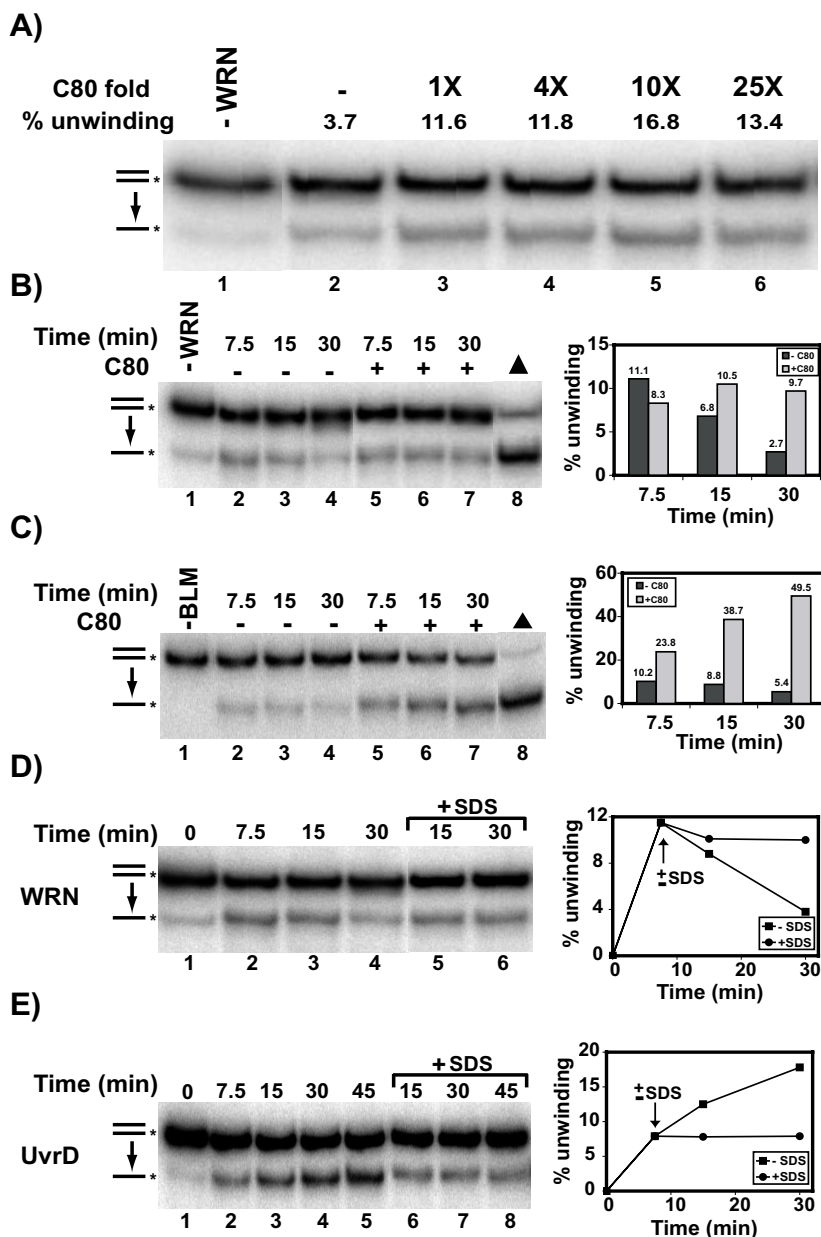 A)
C80 fold - 1X 4X 10X 25X
- WRN
% unwinding 3.7 11.6 11.8 16.8 13.4
*
*
1 2 3 4 5 6
B)
- WRN
Time (min) 7.5 15 30 7.5 15 30
C80 - - - + + + ▲
*
*
1 2 3 4 5 6 7 8
% unwinding
15
10
5
0
- C80
+C80
11.1 8.3 6.8 10.5 2.7 9.7
7.5 15 30
Time (min)
C)
- BLM
Time (min) 7.5 15 30 7.5 15 30
C80 - - - + + + ▲
*
*
1 2 3 4 5 6 7 8
% unwinding
60
40
20
0
- C80
+C80
10.2 23.8 8.8 38.7 5.4 49.5
7.5 15 30
Time (min)
D)
+ SDS
Time (min) 0 7.5 15 30 15 30
*
WRN
*
1 2 3 4 5 6
% unwinding
12
8
4
0
± SDS
- SDS
+SDS
0 10 20 30
Time (min)
E)
+ SDS
Time (min) 0 7.5 15 30 45 15 30 45
*
UvrD
*
1 2 3 4 5 6 7 8
% unwinding
20
15
10
5
0
± SDS
- SDS
+SDS
0 10 20 30
Time (min)